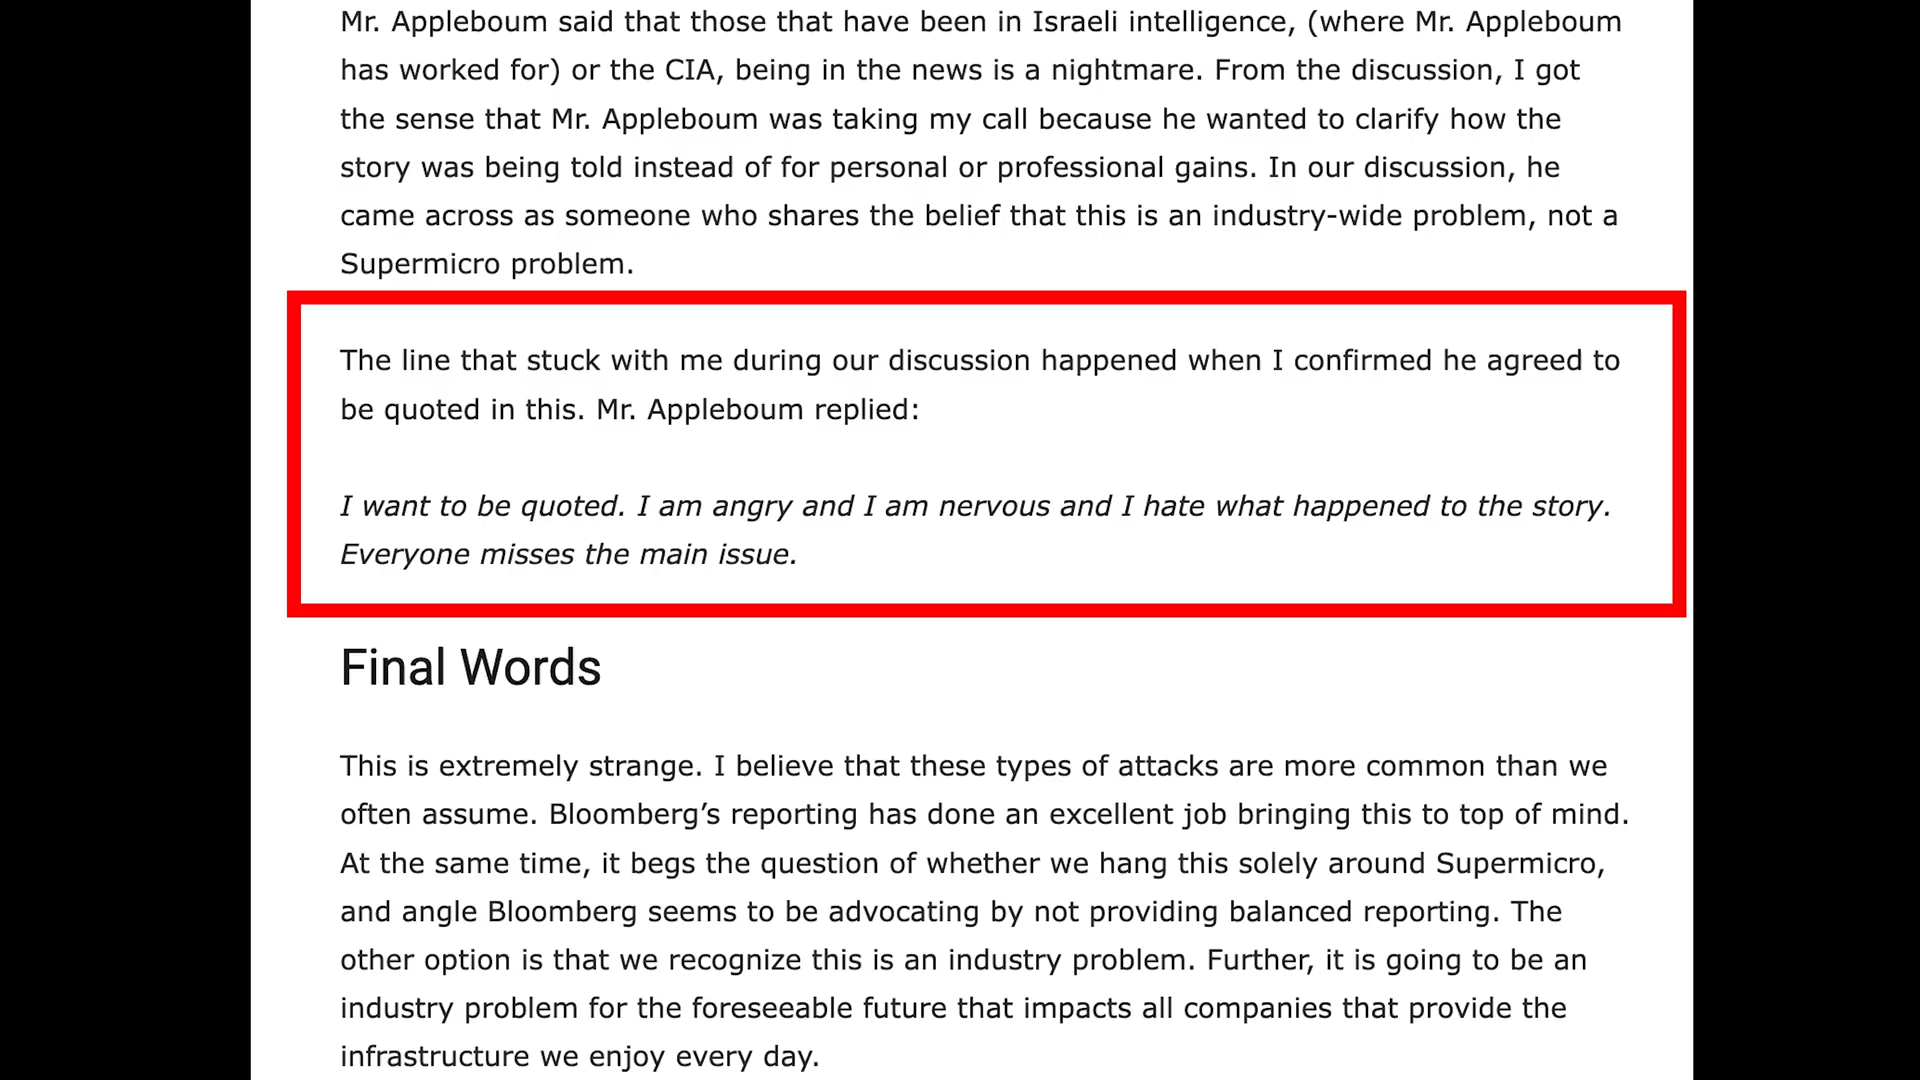 Mr. Appleboum said that those that have been in Israeli intelligence, (where Mr. Appleboum
has worked for) or the CIA, being in the news is a nightmare. From the discussion, I got
the sense that Mr. Appleboum was taking my call because he wanted to clarify how the
story was being told instead of for personal or professional gains. In our discussion, he
came across as someone who shares the belief that this is an industry-wide problem, not a
Supermicro problem.
The line that stuck with me during our discussion happened when I confirmed he agreed to
be quoted in this. Mr. Appleboum replied:
I want to be quoted. I am angry and I am nervous and I hate what happened to the story.
Everyone misses the main issue.
Final Words
This is extremely strange. I believe that these types of attacks are more common than we
often assume. Bloomberg’s reporting has done an excellent job bringing this to top of mind.
At the same time, it begs the question of whether we hang this solely around Supermicro,
and angle Bloomberg seems to be advocating by not providing balanced reporting. The
other option is that we recognize this is an industry problem. Further, it is going to be an
industry problem for the foreseeable future that impacts all companies that provide the
infrastructure we enjoy every day.